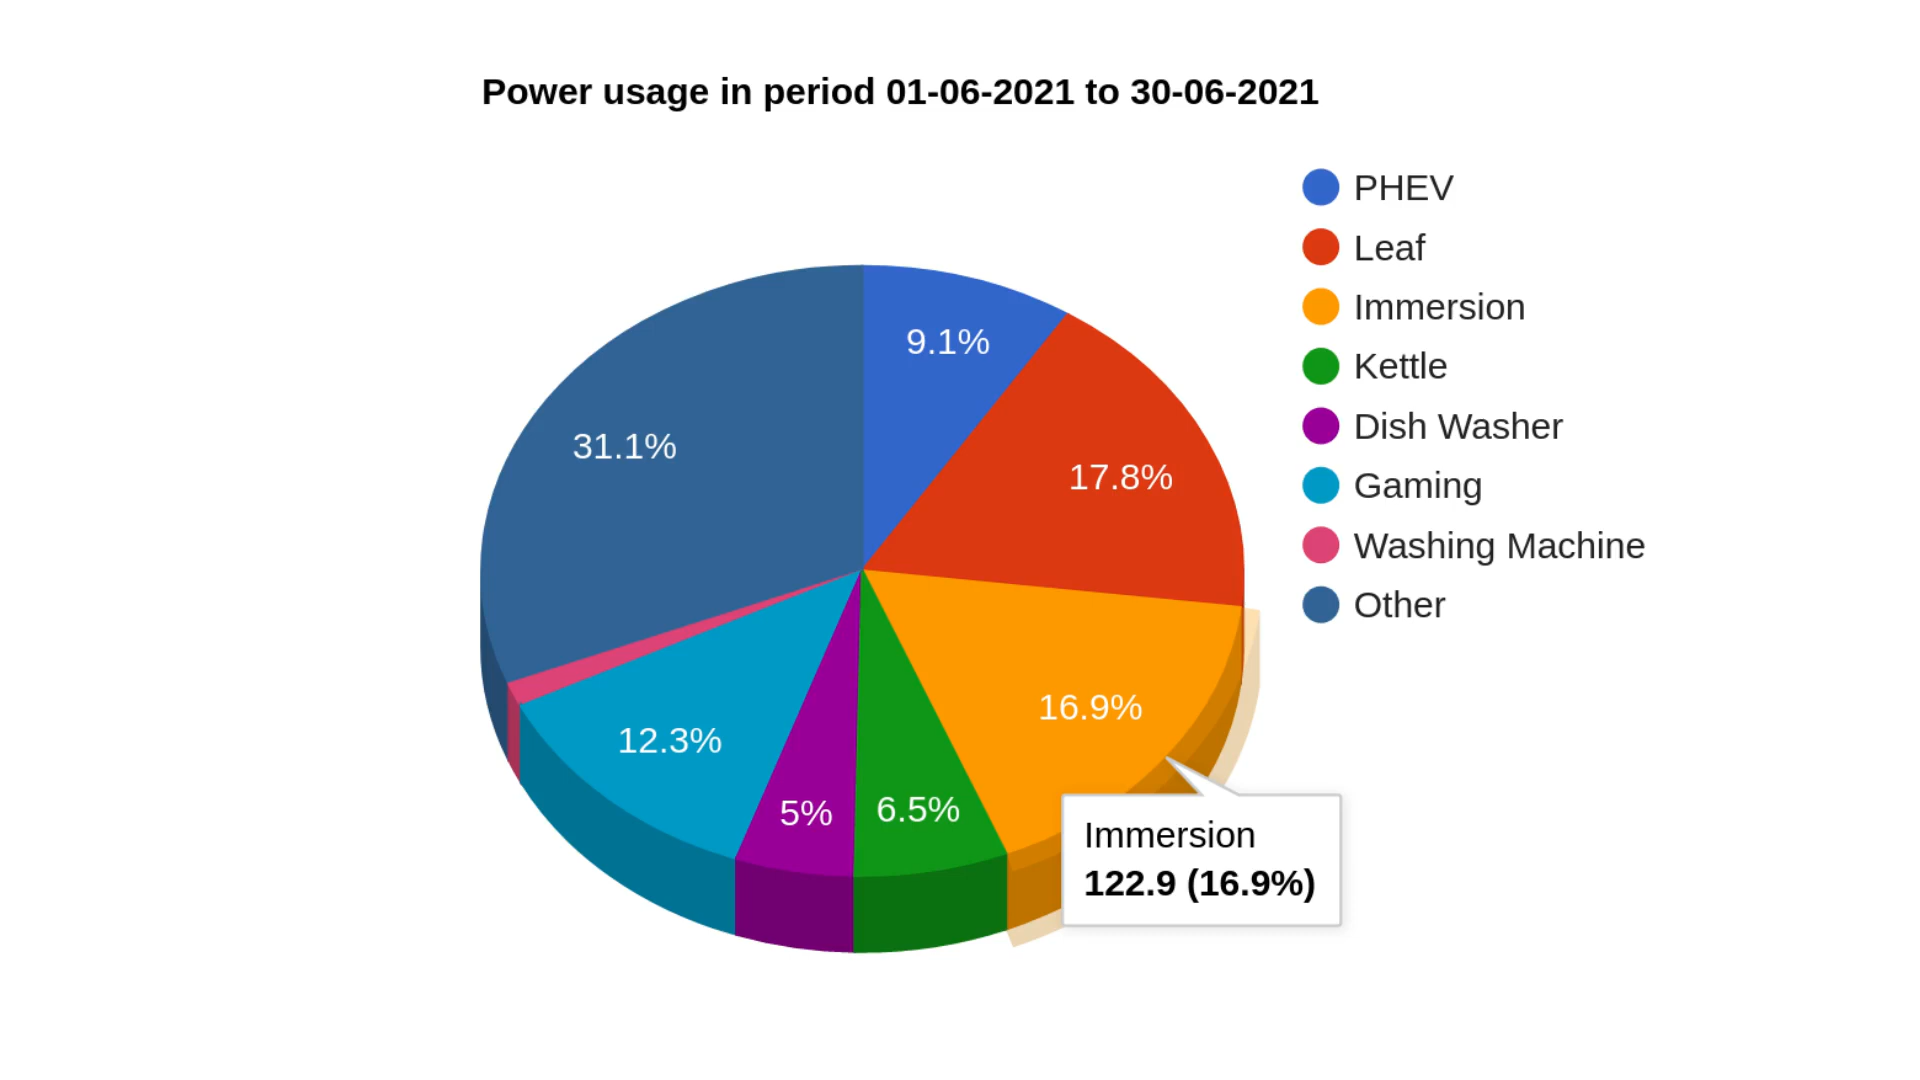 Power usage in period 01-06-2021 to 30-06-2021
PHEV
Leaf
Immersion
Kettle
Dish Washer
Gaming
Washing Machine
Other
9.1%
17.8%
16.9%
6.5%
5%
12.3%
31.1%
Immersion
122.9 (16.9%)